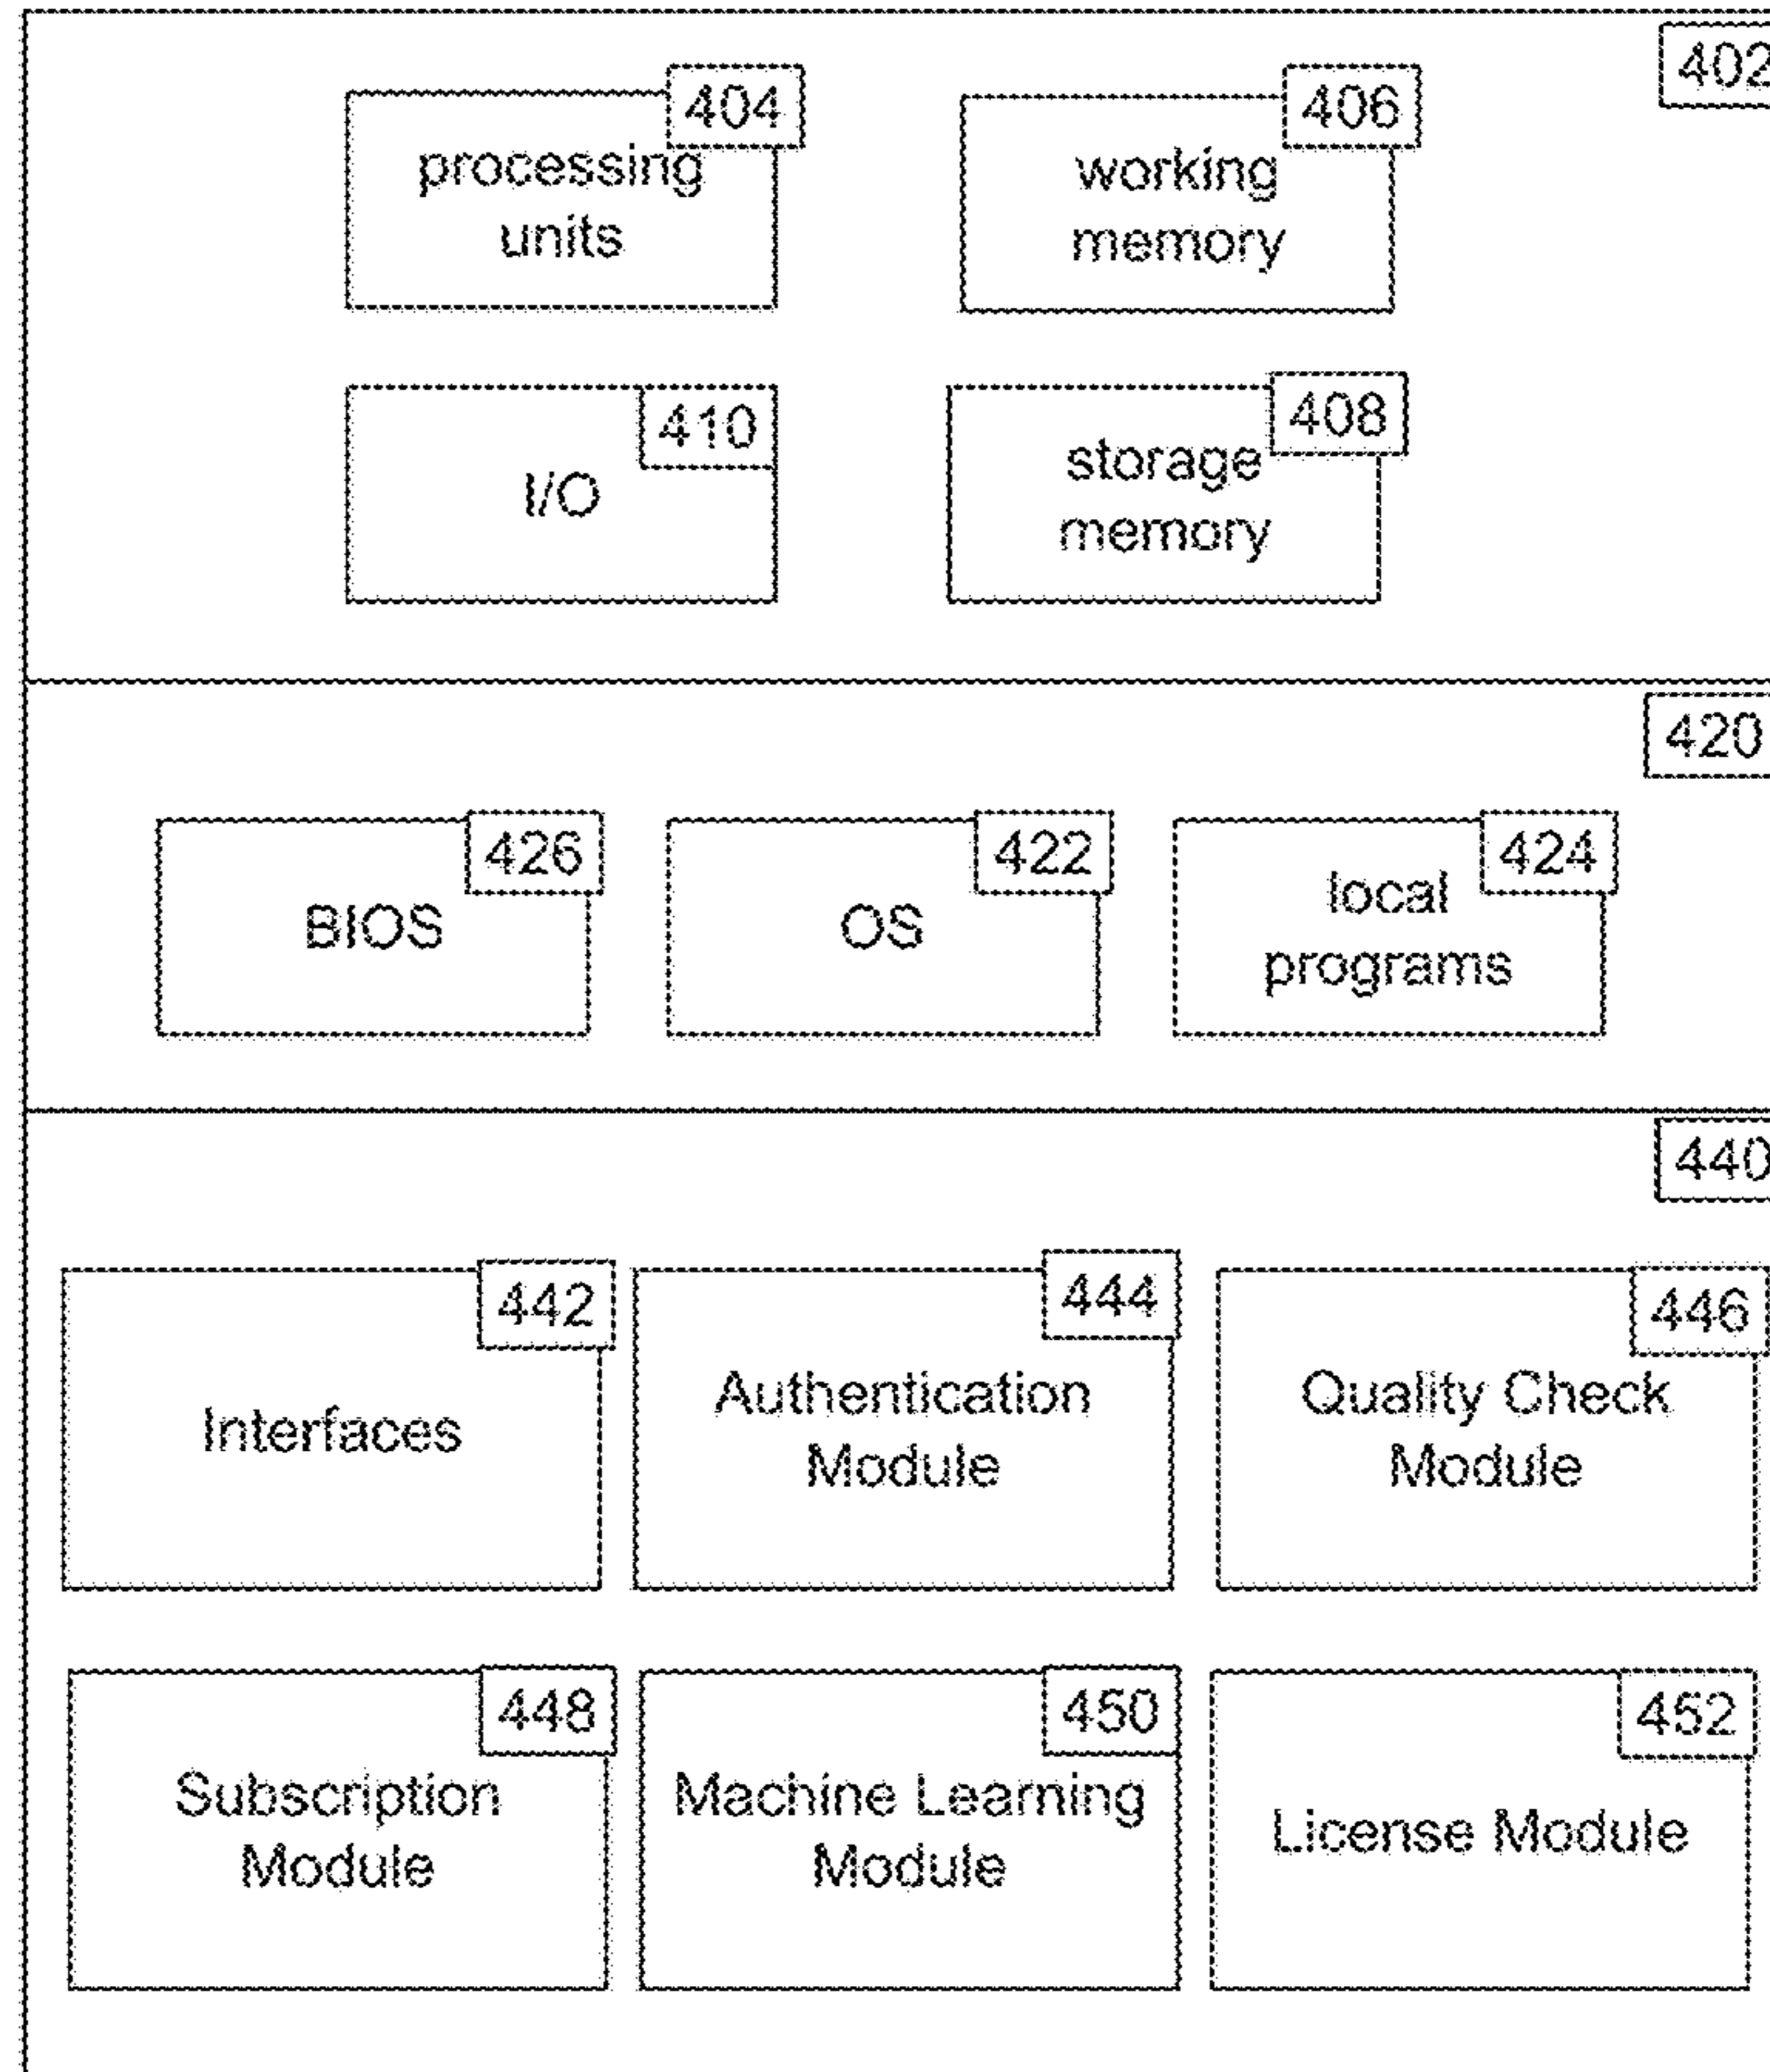 402
404
processing
units
406
working
memory
410
I/O
408
storage
memory
420
426
BIOS
422
OS
424
local
programs
440
442
Interfaces
444
Authentication
Module
446
Quality Check
Module
448
Subscription
Module
450
Machine Learning
Module
452
License Module